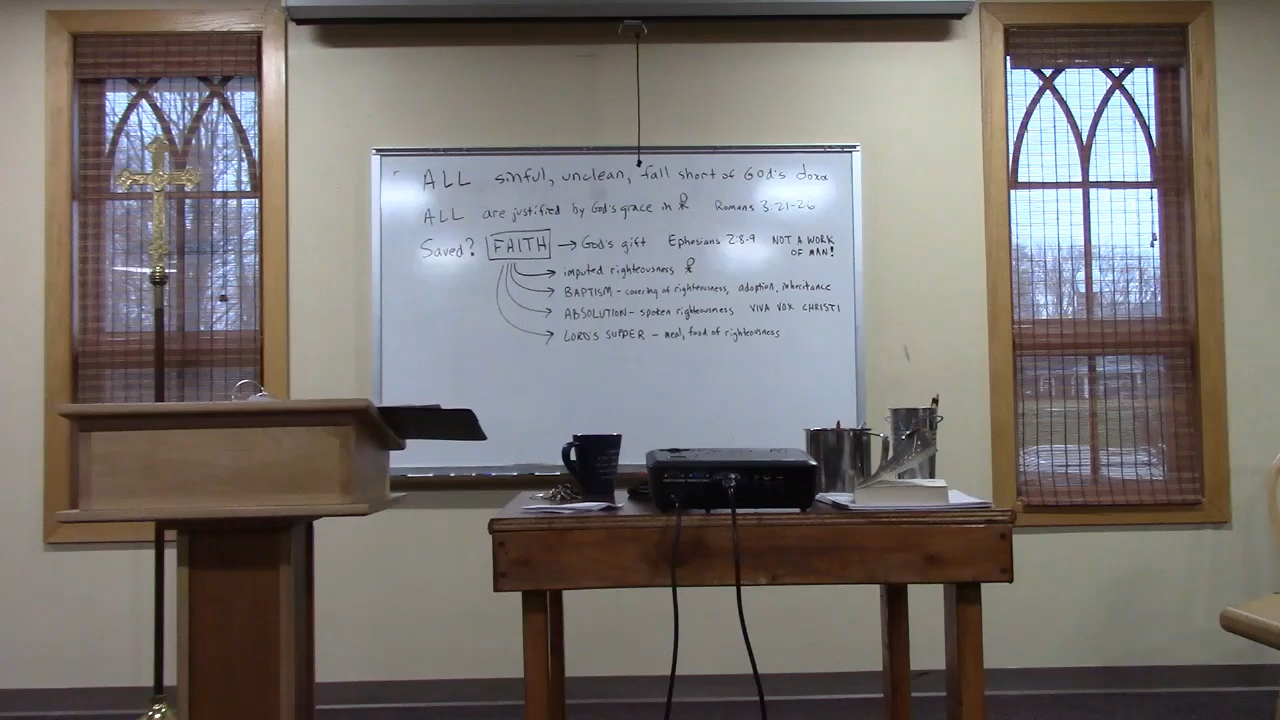 ALL sinful, unclean, fall short of God's doxa
ALL are justified by God's grace in ☧ Romans 3:21-26
Saved? FAITH → God's gift Ephesians 2:8-9 NOT A WORK OF MAN!
imputed righteousness ☧
BAPTISM - covering of righteousness, adoption, inheritance
ABSOLUTION - spoken righteousness VIVA VOX CHRISTI
LORD'S SUPPER - meal, food of righteousness